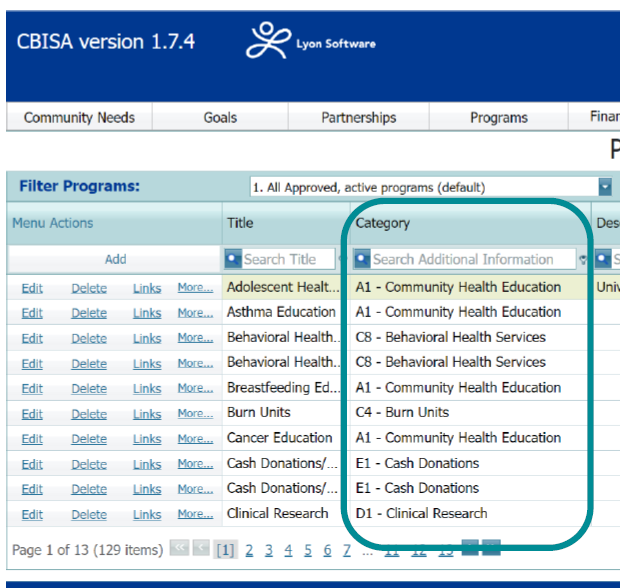 CBISA version 1.7.4 Lyon Software
Community Needs Goals Partnerships Programs Finan
P
Filter Programs: 1. All Approved, active programs (default)
Menu Actions Title Category Des
Add Search Title Search Additional Information S
Edit Delete Links More... Adolescent Healt... A1 - Community Health Education Univ
Edit Delete Links More... Asthma Education A1 - Community Health Education
Edit Delete Links More... Behavioral Health... C8 - Behavioral Health Services
Edit Delete Links More... Behavioral Health... C8 - Behavioral Health Services
Edit Delete Links More... Breastfeeding Ed... A1 - Community Health Education
Edit Delete Links More... Burn Units C4 - Burn Units
Edit Delete Links More... Cancer Education A1 - Community Health Education
Edit Delete Links More... Cash Donations/... E1 - Cash Donations
Edit Delete Links More... Cash Donations/... E1 - Cash Donations
Edit Delete Links More... Clinical Research D1 - Clinical Research
Page 1 of 13 (129 items) [1] 2 3 4 5 6 7 ... 11 12 13